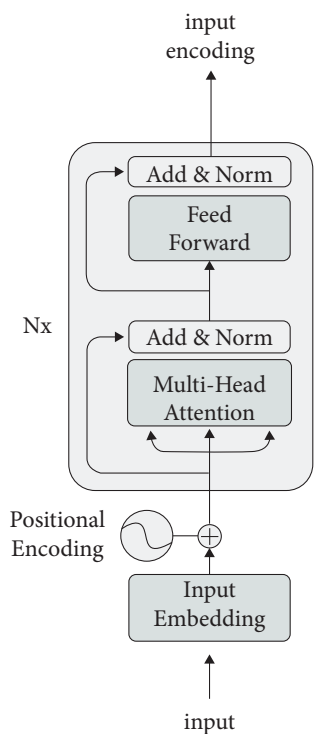 input
encoding
Add & Norm
Feed
Forward
Nx
Add & Norm
Multi-Head
Attention
Positional
Encoding
Input
Embedding
input